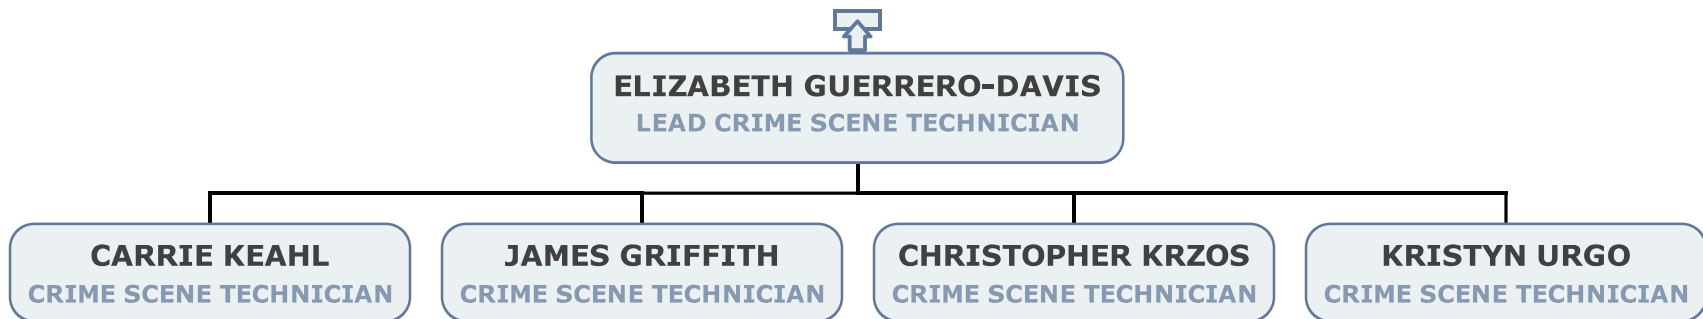 ELIZABETH GUERRERO-DAVIS
LEAD CRIME SCENE TECHNICIAN
CARRIE KEAHL
CRIME SCENE TECHNICIAN
JAMES GRIFFITH
CRIME SCENE TECHNICIAN
CHRISTOPHER KRZOS
CRIME SCENE TECHNICIAN
KRISTYN URGO
CRIME SCENE TECHNICIAN